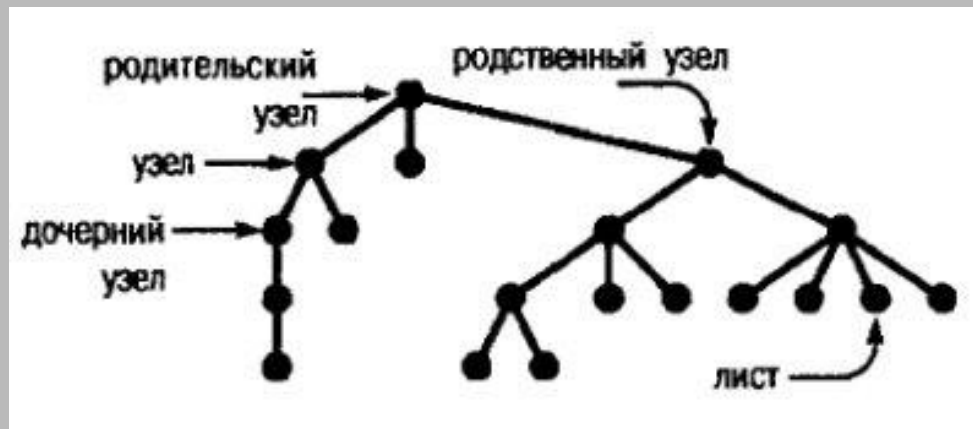 родительский
узел
родственный узел
узел
дочерний
узел
лист